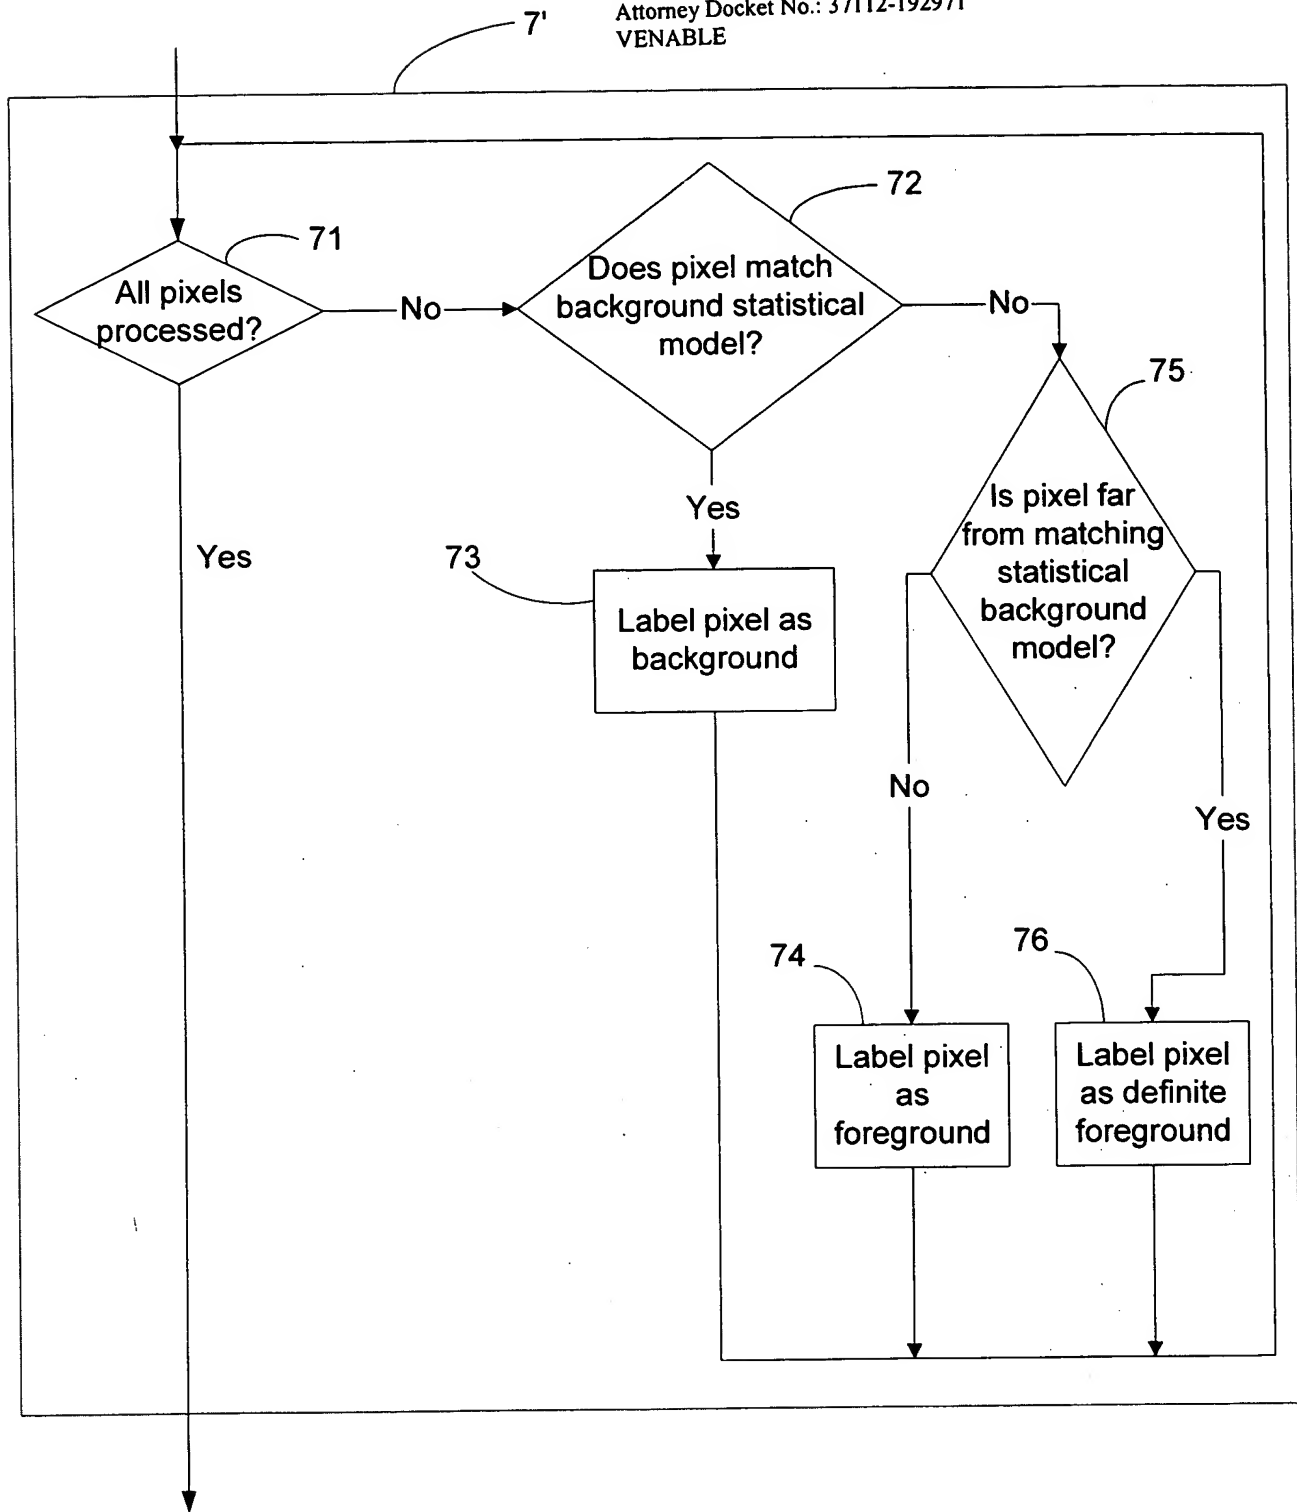 Attorney Docket No.: 37112-192971
VENABLE
7'
71
All pixels
processed?
No
72
Does pixel match
background statistical
model?
No
75
Is pixel far
from matching
statistical
background
model?
Yes
Yes
73
Label pixel as
background
No
Yes
74
Label pixel
as
foreground
76
Label pixel
as definite
foreground